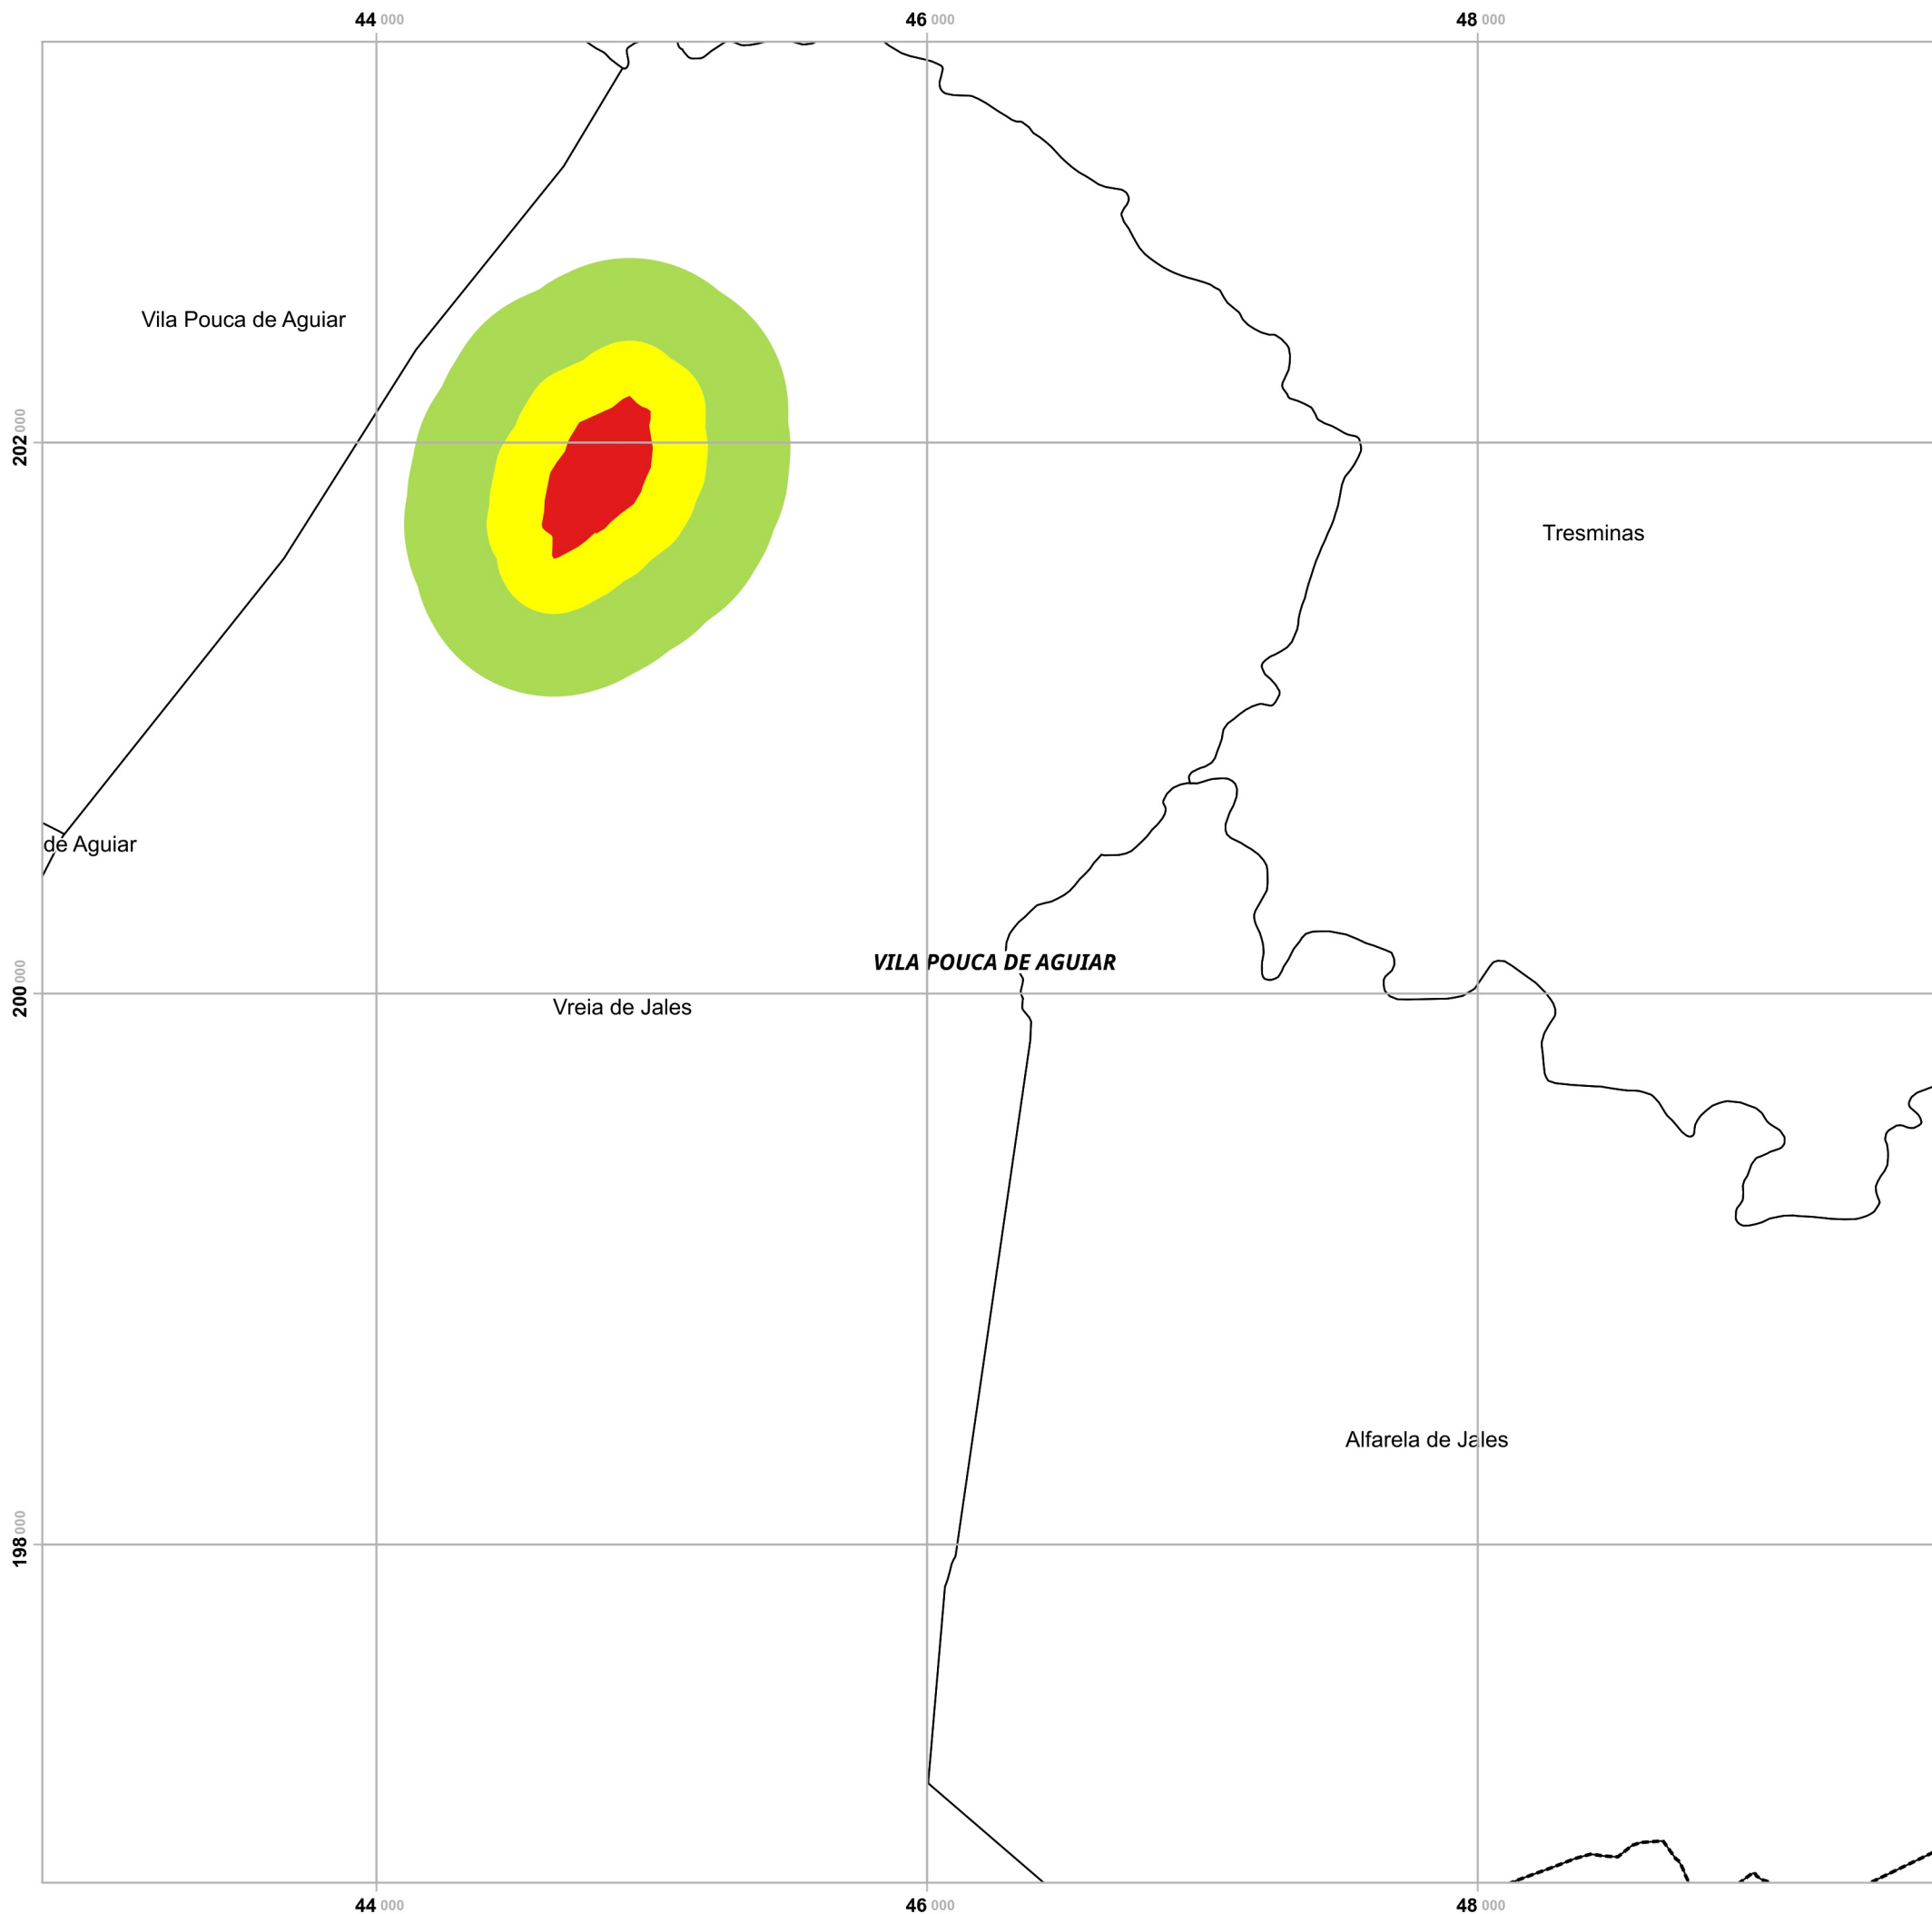 44 000
46 000
48 000
Vila Pouca de Aguiar
202 000
Tresminas
de Aguiar
VILA POUCA DE AGUIAR
200 000
Vreia de Jales
Alfarela de Jales
198 000
44 000
46 000
48 000